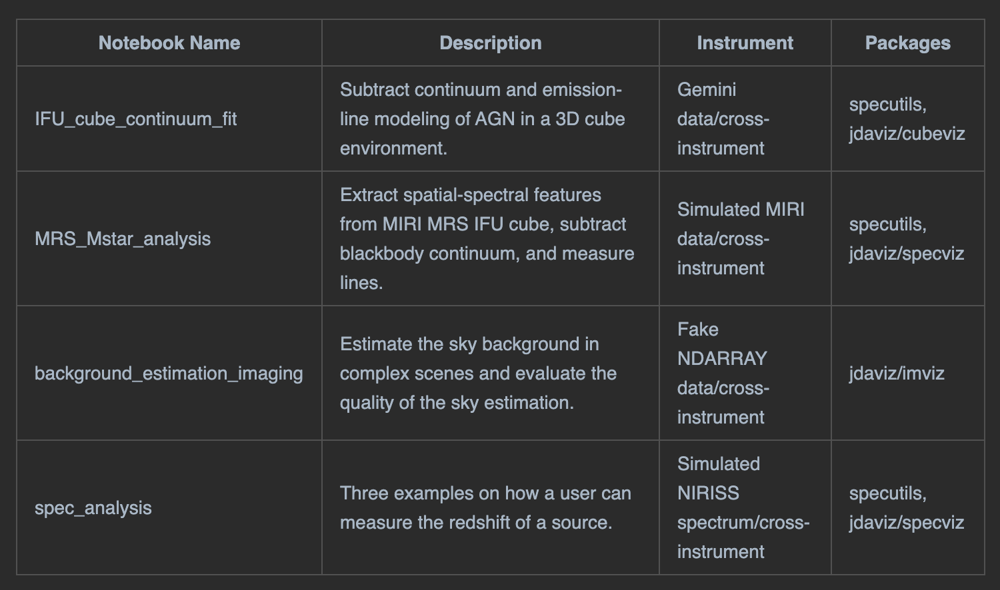 Notebook Name
Description
Instrument
Packages
IFU_cube_continuum_fit
Subtract continuum and emission-
line modeling of AGN in a 3D cube
environment.
Gemini
data/cross-
instrument
specutils,
jdaviz/cubeviz
MRS_Mstar_analysis
Extract spatial-spectral features
from MIRI MRS IFU cube, subtract
blackbody continuum, and measure
lines.
Simulated MIRI
data/cross-
instrument
specutils,
jdaviz/specviz
background_estimation_imaging
Estimate the sky background in
complex scenes and evaluate the
quality of the sky estimation.
Fake
NDARRAY
data/cross-
instrument
jdaviz/imviz
spec_analysis
Three examples on how a user can
measure the redshift of a source.
Simulated
NIRISS
spectrum/cross-
instrument
specutils,
jdaviz/specviz